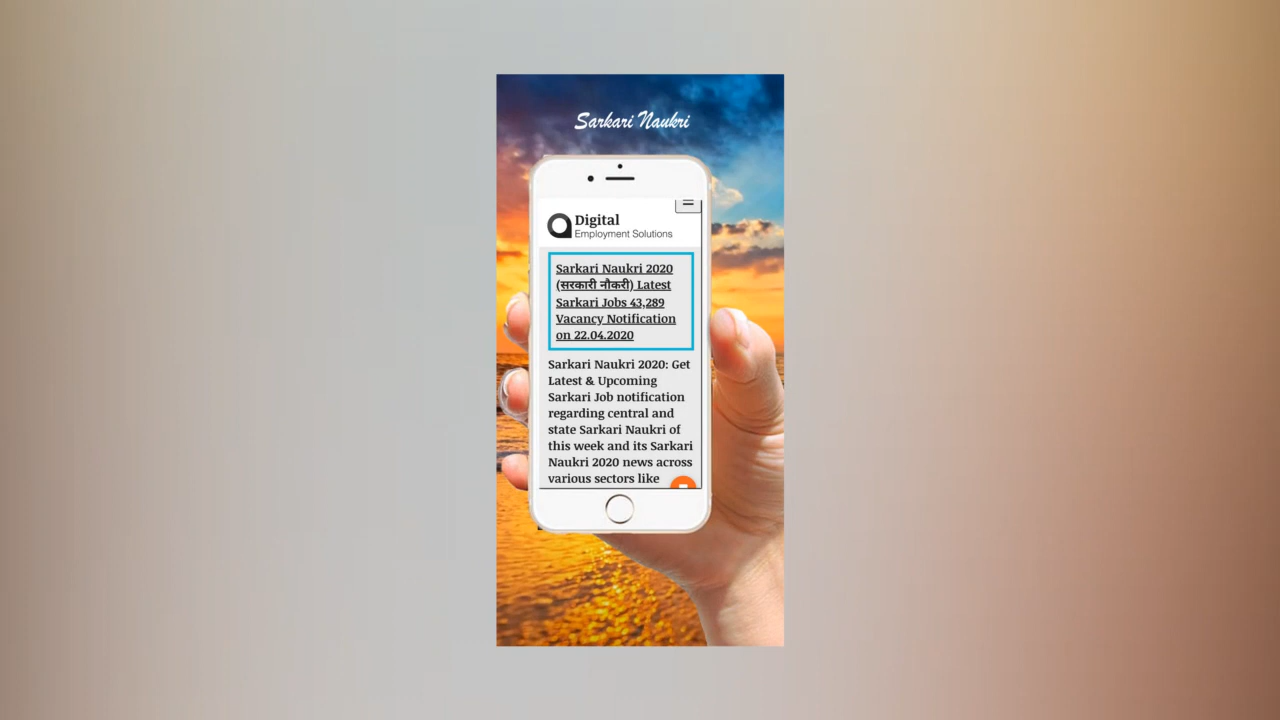 Sarkari Naukri
Digital
Employment Solutions
Sarkari Naukri 2020
(सरकारी नौकरी) Latest
Sarkari Jobs 43,289
Vacancy Notification
on 22.04.2020
Sarkari Naukri 2020: Get
Latest & Upcoming
Sarkari Job notification
regarding central and
state Sarkari Naukri of
this week and its Sarkari
Naukri 2020 news across
various sectors like